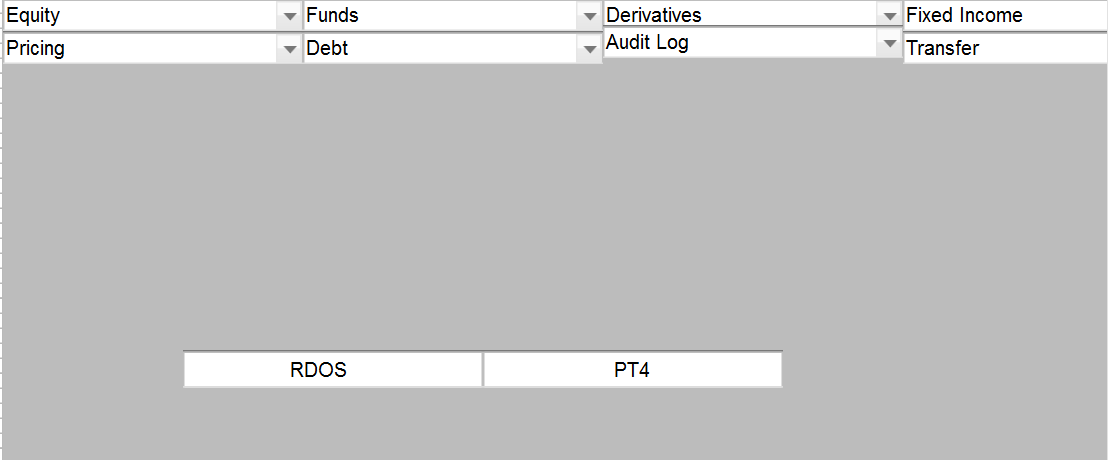 Equity Funds Derivatives Fixed Income
Pricing Debt Audit Log Transfer
RDOS PT4